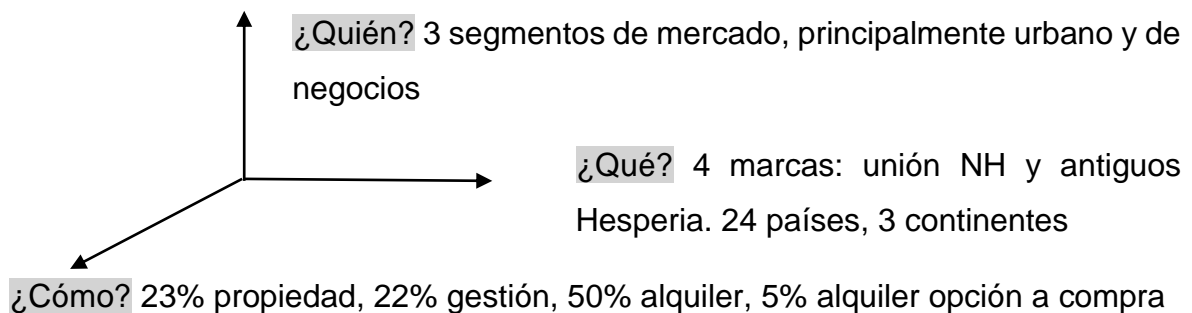 ¿Quién? 3 segmentos de mercado, principalmente urbano y de
negocios
¿Qué? 4 marcas: unión NH y antiguos
Hesperia. 24 países, 3 continentes
¿Cómo? 23% propiedad, 22% gestión, 50% alquiler, 5% alquiler opción a compra